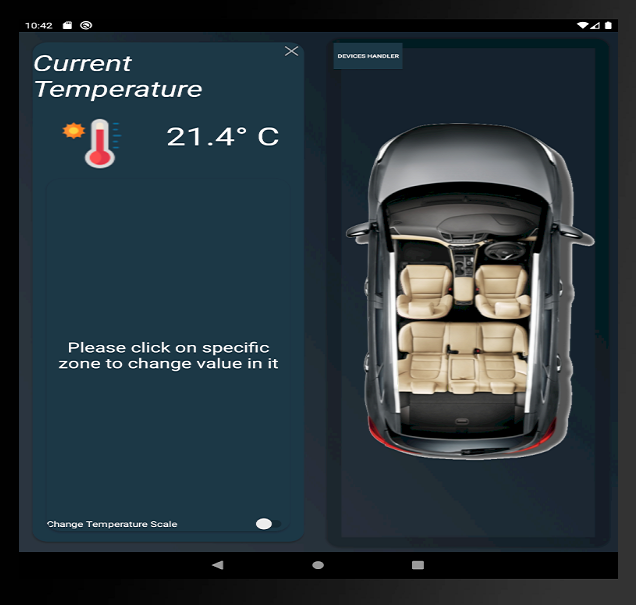 10:42
Current
Temperature
21.4° C
Please click on specific
zone to change value in it
Change Temperature Scale
DEVICES HANDLER